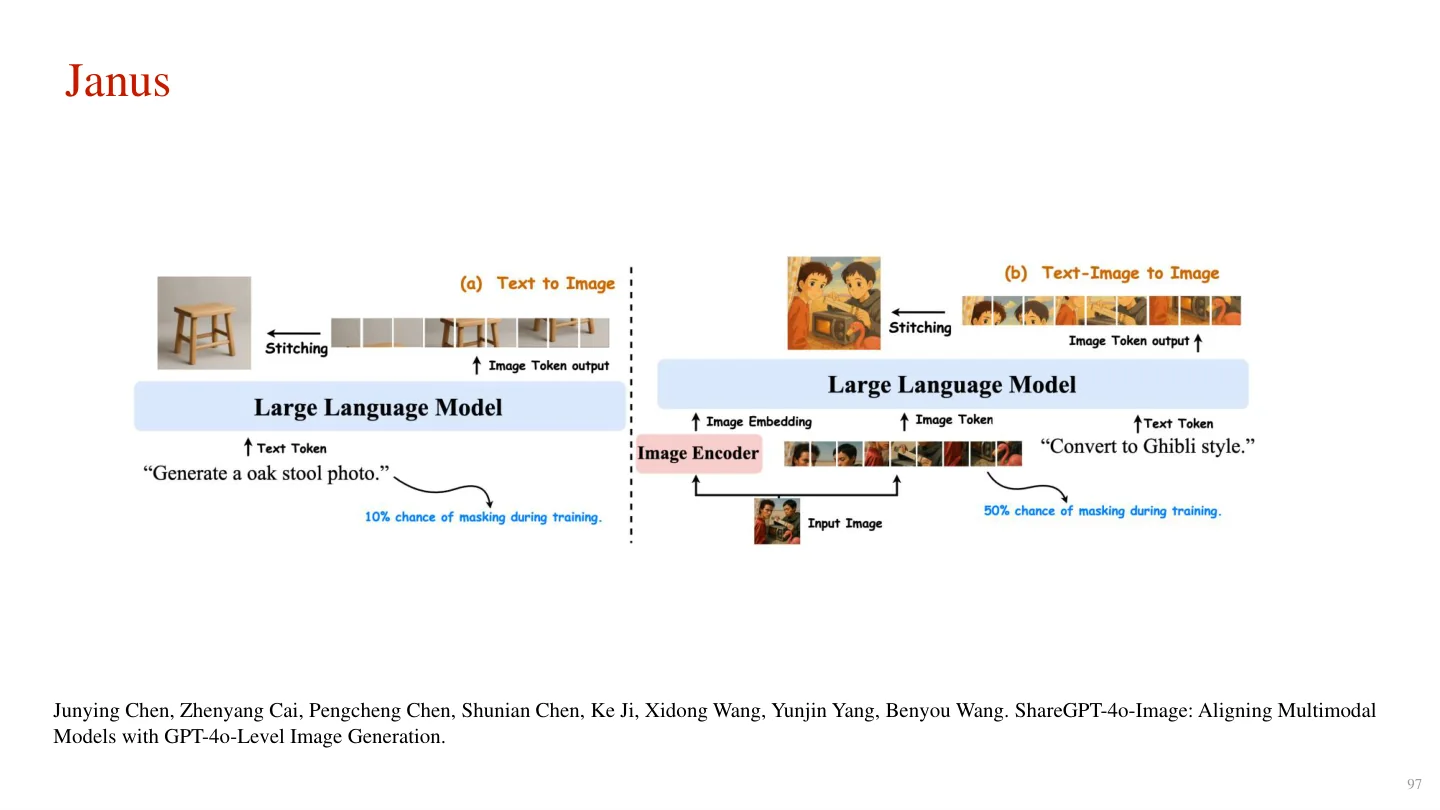 Janus
(a) Text to Image
Stitching
Image Token output
Large Language Model
Text Token
“Generate a oak stool photo.”
10% chance of masking during training.
(b) Text-Image to Image
Stitching
Image Token output
Large Language Model
Image Embedding
Image Token
Text Token
Image Encoder
“Convert to Ghibli style.”
Input Image
50% chance of masking during training.
Junying Chen, Zhenyang Cai, Pengcheng Chen, Shunian Chen, Ke Ji, Xidong Wang, Yunjin Yang, Benyou Wang. ShareGPT-4o-Image: Aligning Multimodal
Models with GPT-4o-Level Image Generation.
97